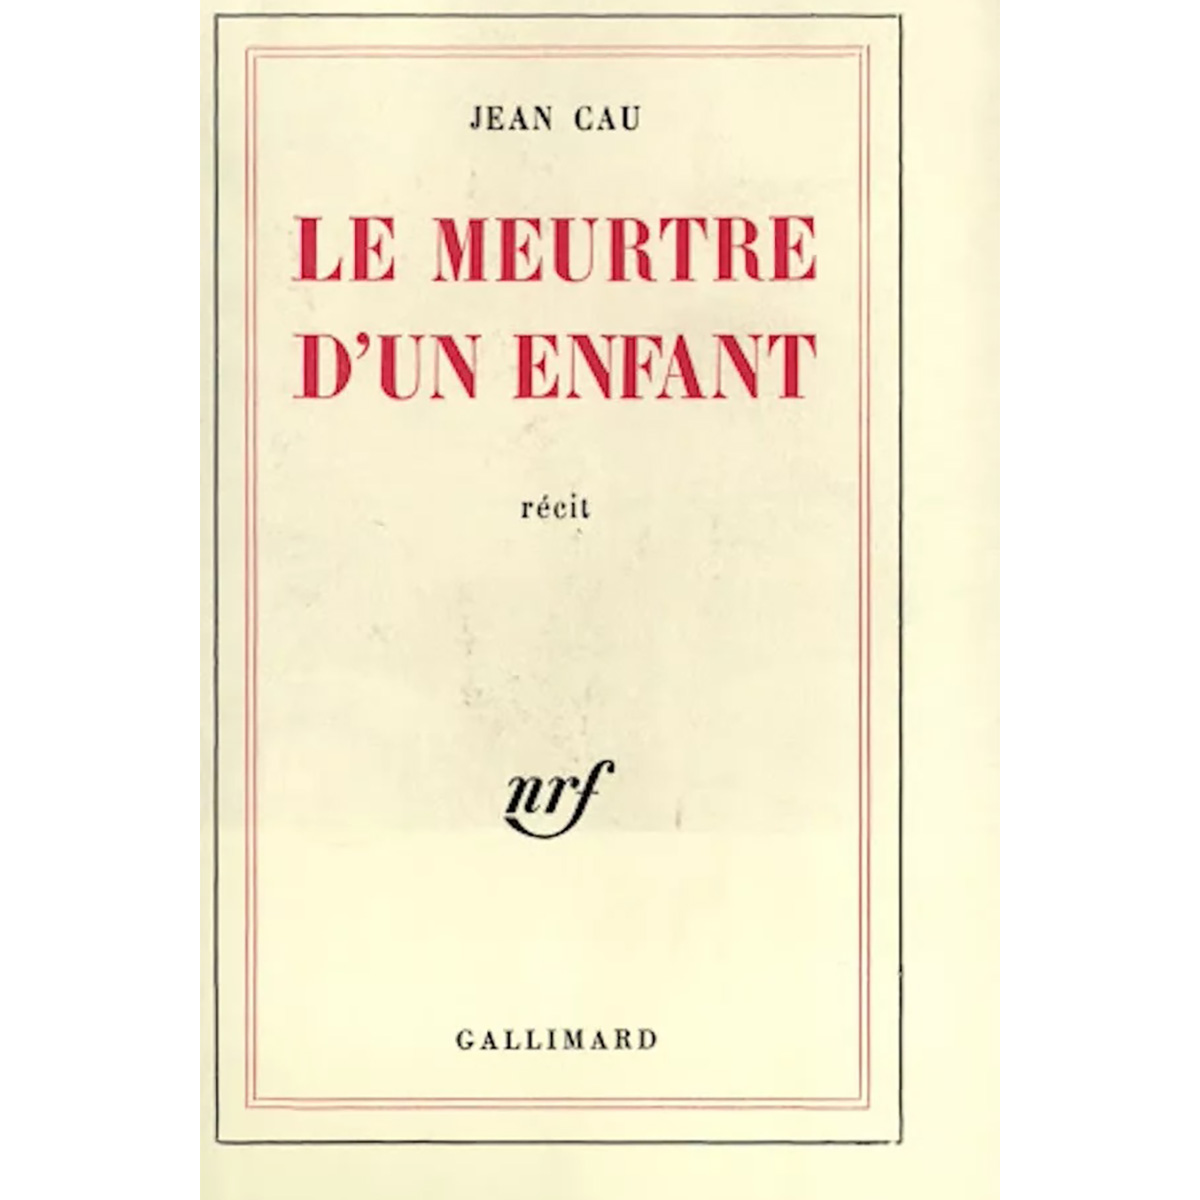 JEAN CAU
LE MEURTRE
D'UN ENFANT
récit
nrf
GALLIMARD